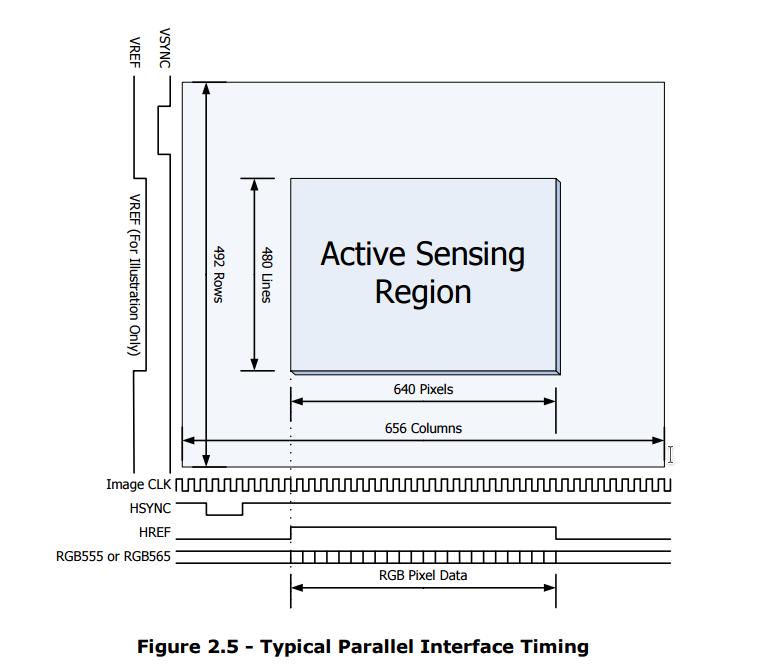 VREF
VSYNC
VREF (For Illustration Only)
492 Rows
480 Lines
Active Sensing
Region
640 Pixels
656 Columns
Image CLK
HSYNC
HREF
RGB555 or RGB565
RGB Pixel Data
Figure 2.5 - Typical Parallel Interface Timing